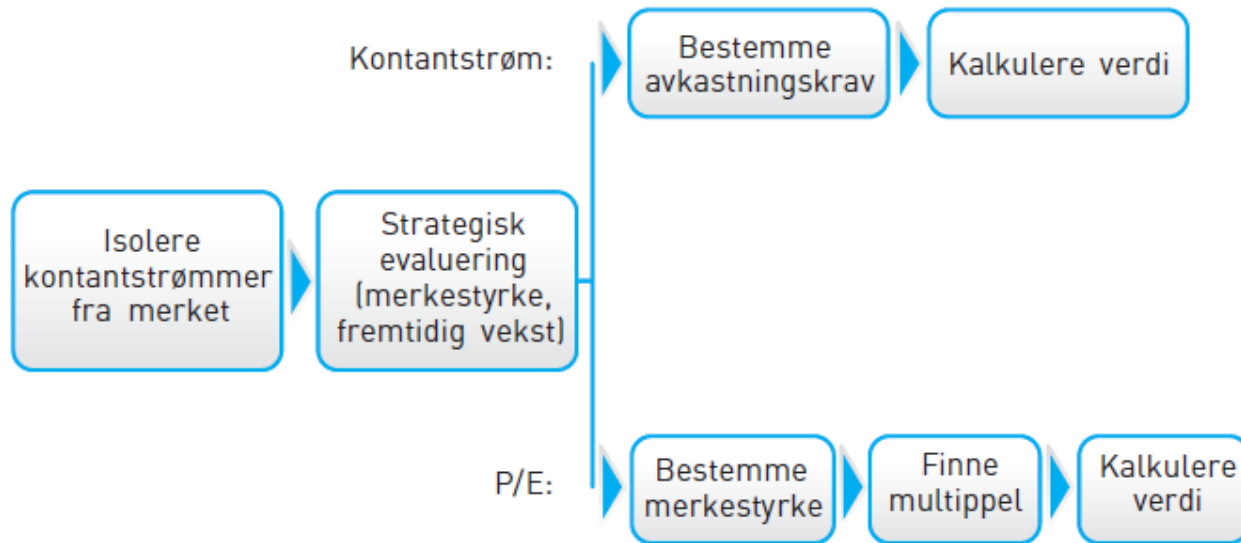 Kontantstrøm:
Bestemme
avkastningskrav
Kalkulere verdi
Isolere
kontantstrømmer
fra merket
Strategisk
evaluering
(merkestyrke,
fremtidig vekst)
P/E:
Bestemme
merkestyrke
Finne
multippel
Kalkulere
verdi